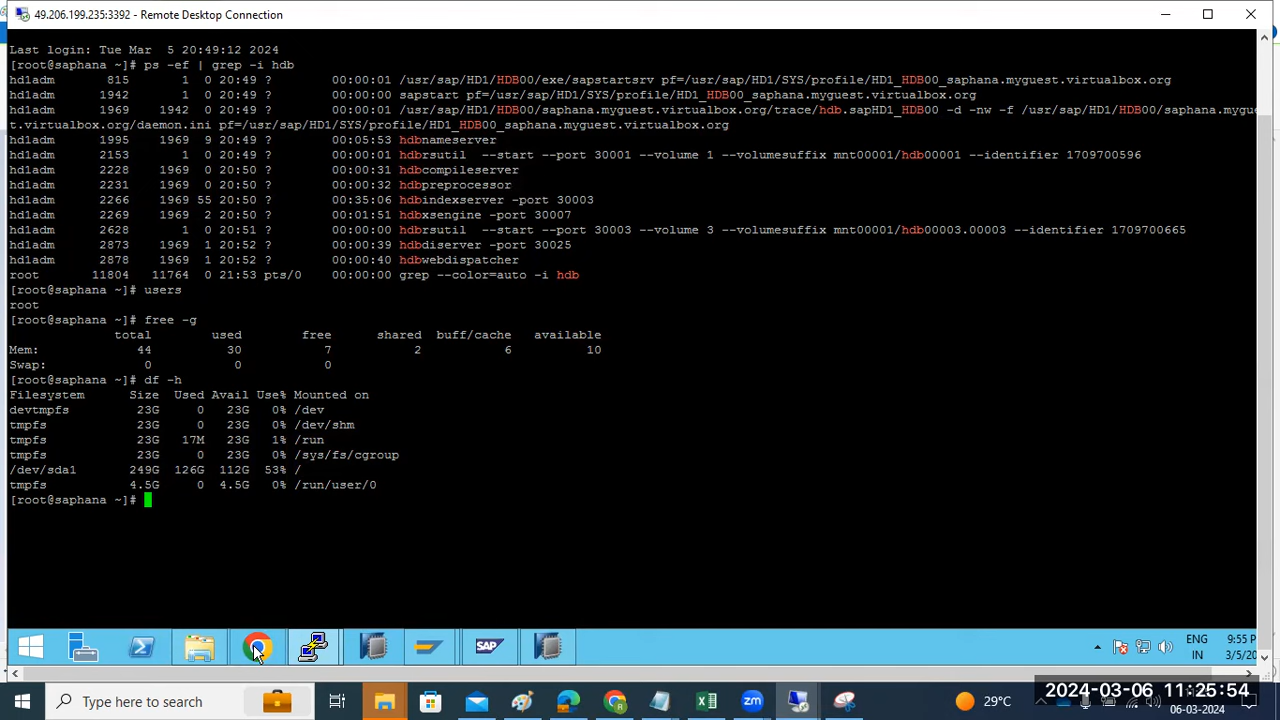 49.206.199.235:3392 - Remote Desktop Connection
Last login: Tue Mar  5 20:49:12 2024
[root@saphana ~]# ps -ef | grep -i hdb
hd1adm     815     1  0 20:49 ?        00:00:01 /usr/sap/HD1/HDB00/exe/sapstartsrv pf=/usr/sap/HD1/SYS/profile/HD1_HDB00_saphana.myguest.virtualbox.org
hd1adm    1942     1  0 20:49 ?        00:00:00 sapstart pf=/usr/sap/HD1/SYS/profile/HD1_HDB00_saphana.myguest.virtualbox.org
hd1adm    1969  1942  0 20:49 ?        00:00:01 /usr/sap/HD1/HDB00/saphana.myguest.virtualbox.org/trace/hdb.sapHD1_HDB00 -d -nw -f /usr/sap/HD1/HDB00/saphana.mygue
t.virtualbox.org/daemon.ini pf=/usr/sap/HD1/SYS/profile/HD1_HDB00_saphana.myguest.virtualbox.org
hd1adm    1995  1969  9 20:49 ?        00:05:53 hdbnameserver
hd1adm    2153     1  0 20:49 ?        00:00:01 hdbrsutil  --start --port 30001 --volume 1 --volumesuffix mnt00001/hdb00001 --identifier 1709700596
hd1adm    2228  1969  0 20:50 ?        00:00:31 hdbcompileserver
hd1adm    2231  1969  0 20:50 ?        00:00:32 hdbpreprocessor
hd1adm    2266  1969 55 20:50 ?        00:35:06 hdbindexserver -port 30003
hd1adm    2269  1969  2 20:50 ?        00:01:51 hdbxsengine -port 30007
hd1adm    2628     1  0 20:51 ?        00:00:00 hdbrsutil  --start --port 30003 --volume 3 --volumesuffix mnt00001/hdb00003.00003 --identifier 1709700665
hd1adm    2873  1969  1 20:52 ?        00:00:39 hdbdiserver -port 30025
hd1adm    2878  1969  1 20:52 ?        00:00:40 hdbwebdispatcher
root     11804 11764  0 21:53 pts/0    00:00:00 grep --color=auto -i hdb
[root@saphana ~]# users
root
[root@saphana ~]# free -g
total        used        free      shared  buff/cache   available
Mem:             44          30           7           2           6          10
Swap:             0           0           0
[root@saphana ~]# df -h
Filesystem      Size  Used Avail Use% Mounted on
devtmpfs         23G     0   23G   0% /dev
tmpfs            23G     0   23G   0% /dev/shm
tmpfs            23G   17M   23G   1% /run
tmpfs            23G     0   23G   0% /sys/fs/cgroup
/dev/sda1       249G  126G  112G  53% /
tmpfs           4.5G     0  4.5G   0% /run/user/0
[root@saphana ~]#
SAP
ENG
IN
9:55 P
3/5/20
Type here to search
zm
29°C
2024-03-06 11:25:54
06-03-2024